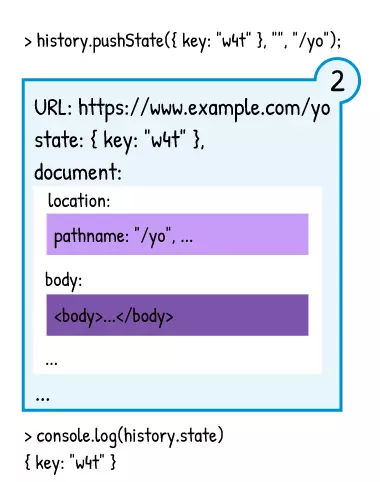 > history.pushState({ key: "w4t" }, "", "/yo");
2
URL: https://www.example.com/yo
state: { key: "w4t" },
document:
location:
pathname: "/yo", ...
body:
<body>...</body>
...
...
> console.log(history.state)
{ key: "w4t" }